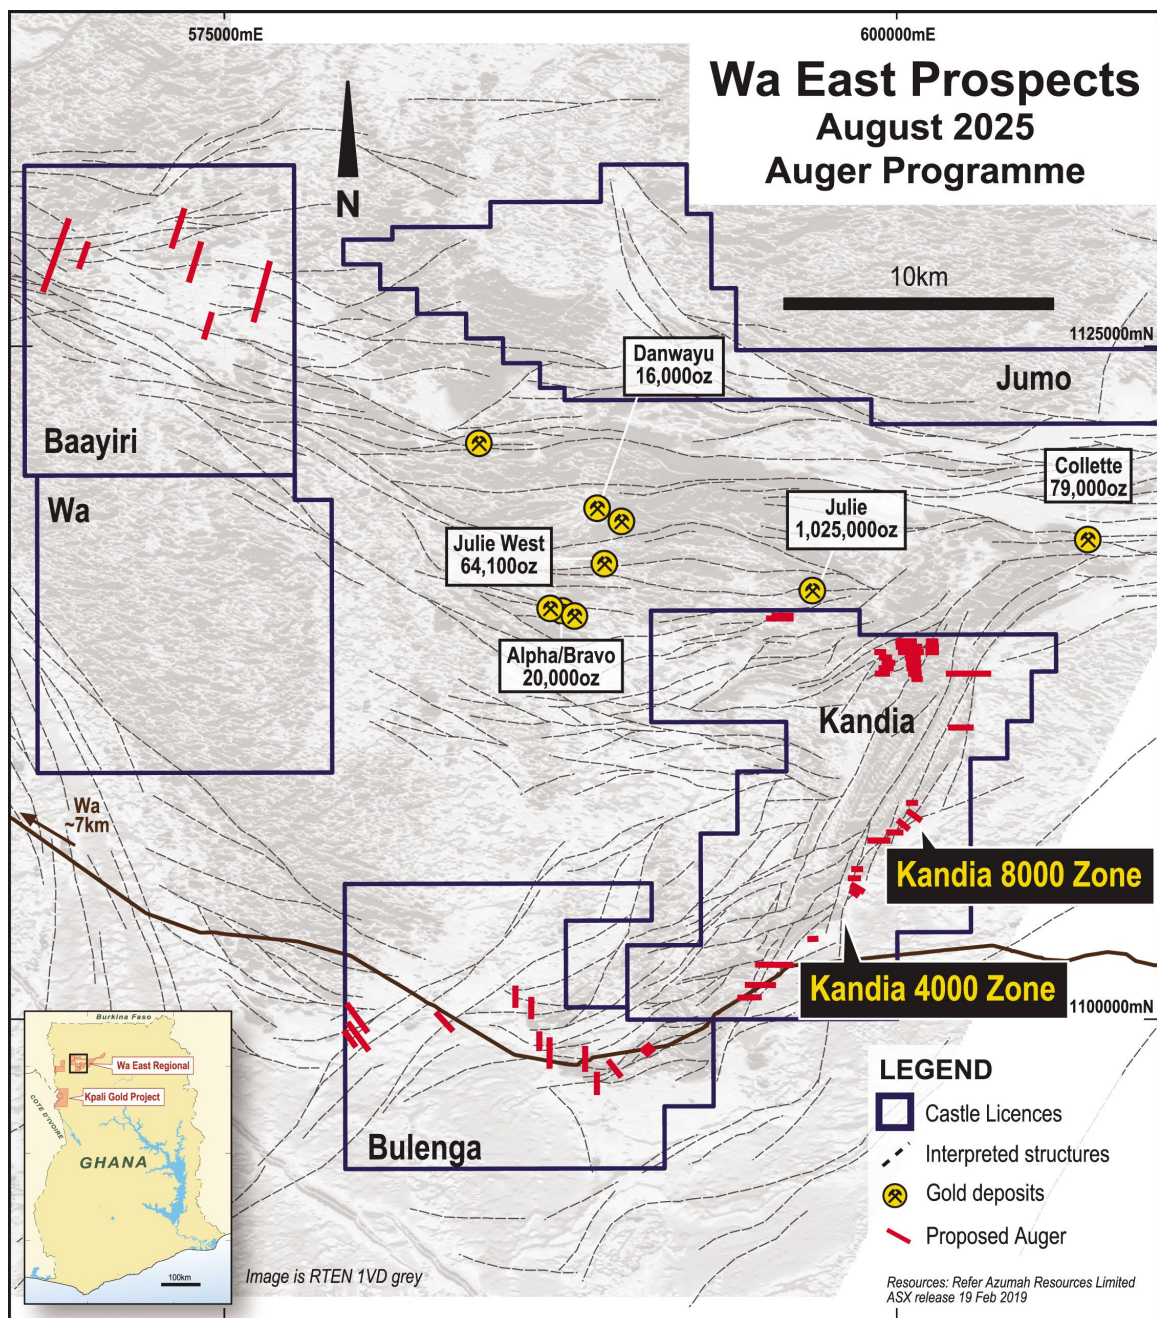 575000mE
600000mE
Wa East Prospects
August 2025
Auger Programme
N
10km
1125000mN
Danwayu
16,000oz
Jumo
Baayiri
Collette
79,000oz
Wa
Julie
1,025,000oz
Julie West
64,100oz
Alpha/Bravo
20,000oz
Kandia
Wa
~7km
Kandia 8000 Zone
Kandia 4000 Zone
1100000mN
Bulenga
Burkina Faso
Wa East Regional
Kpali Gold Project
COTE D'IVOIRE
GHANA
100km
Image is RTEN 1VD grey
LEGEND
Castle Licences
Interpreted structures
Gold deposits
Proposed Auger
Resources: Refer Azumah Resources Limited
ASX release 19 Feb 2019